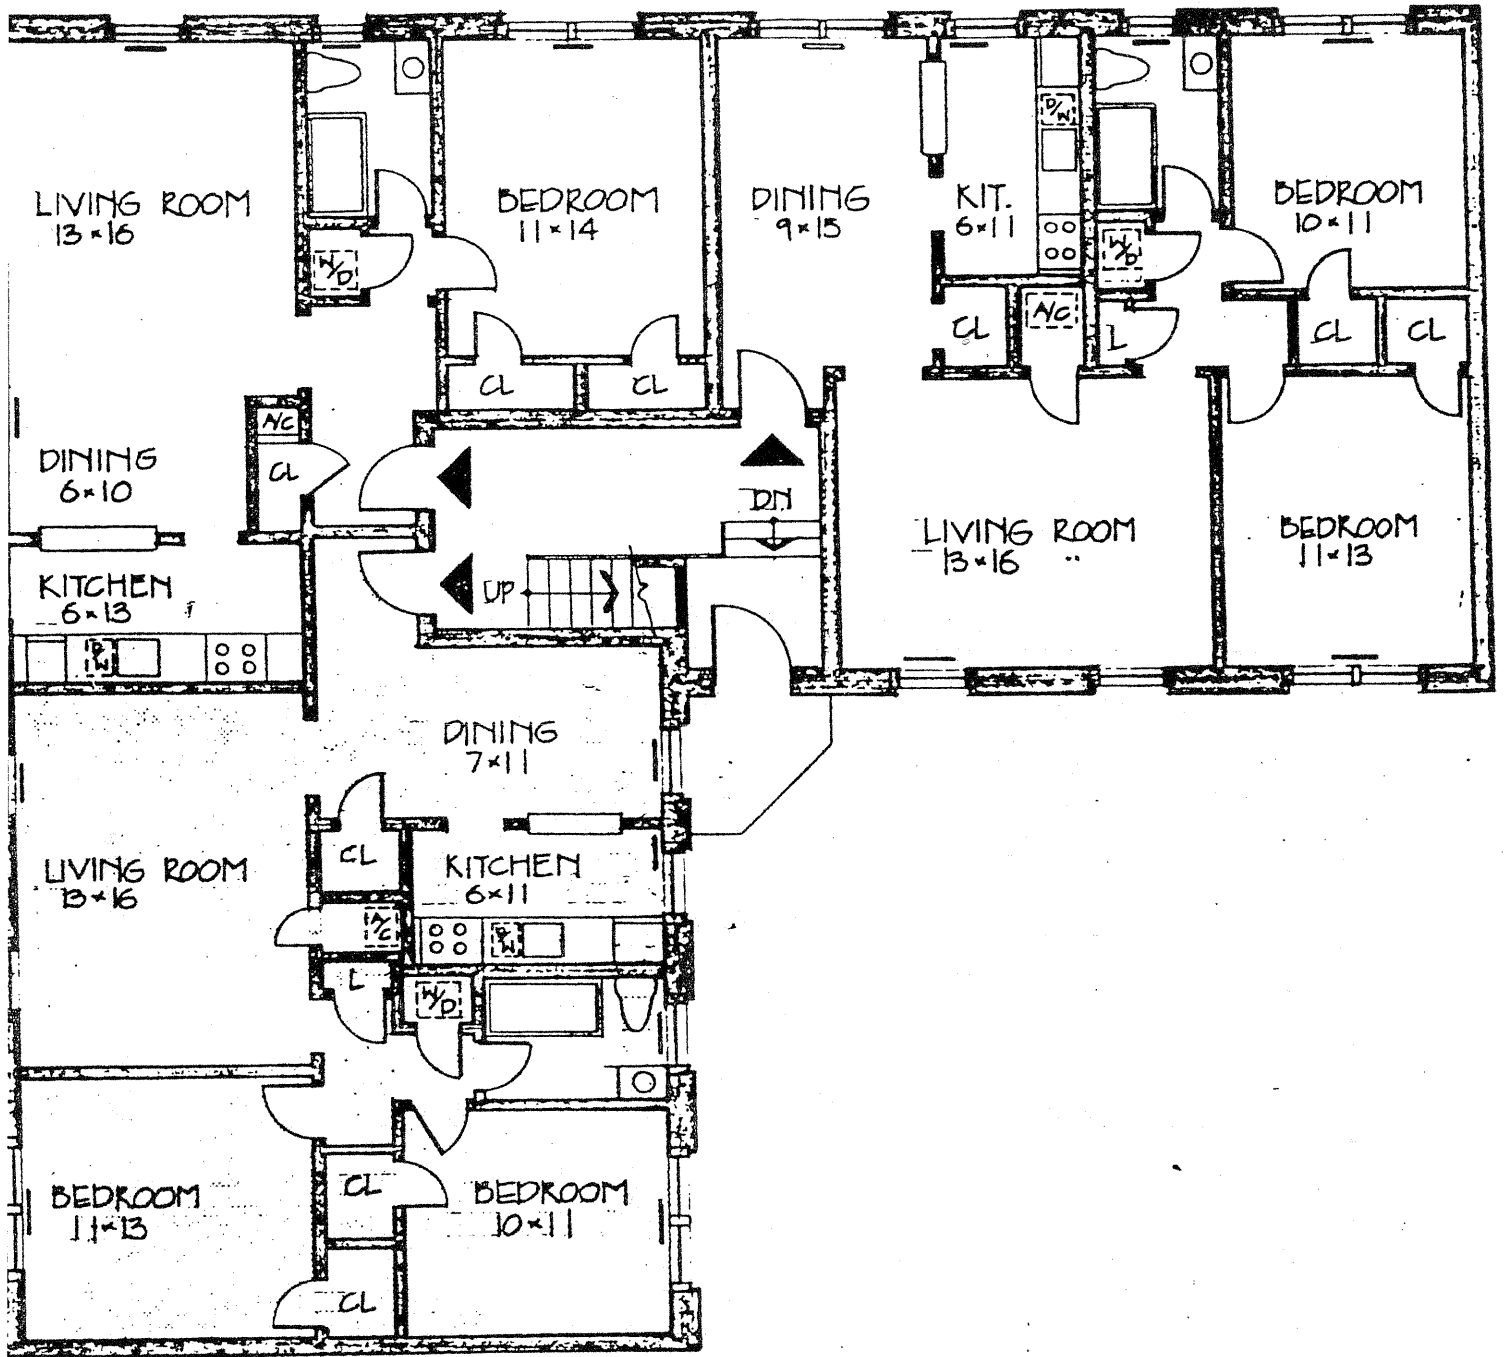 LIVING ROOM
13×16
W/D
BEDROOM
11×14
CL
CL
DINING
9×15
KIT.
6×11
D/W
CL
A/C
W/D
L
BEDROOM
10×11
CL
CL
DINING
6×10
A/C
CL
KITCHEN
6×13
D/W
DN
UP
LIVING ROOM
13×16
BEDROOM
11×13
DINING
7×11
LIVING ROOM
13×16
CL
A/C
L
KITCHEN
6×11
D/W
W/D
BEDROOM
11×13
CL
CL
BEDROOM
10×11